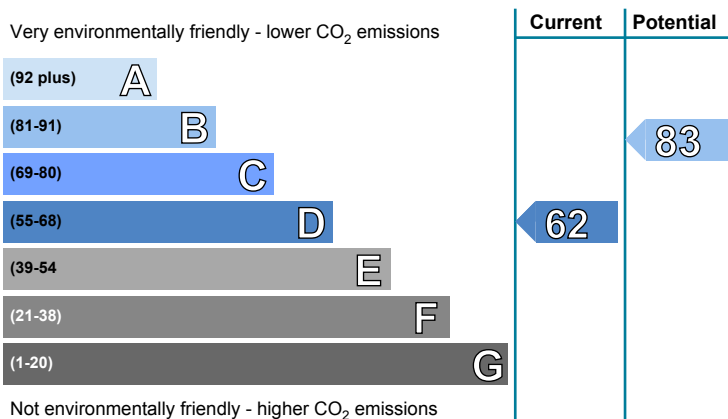 Current Potential
Very environmentally friendly - lower CO2 emissions
(92 plus) A
(81-91) B
83
(69-80) C
(55-68) D
62
(39-54 E
(21-38) F
(1-20) G
Not environmentally friendly - higher CO2 emissions